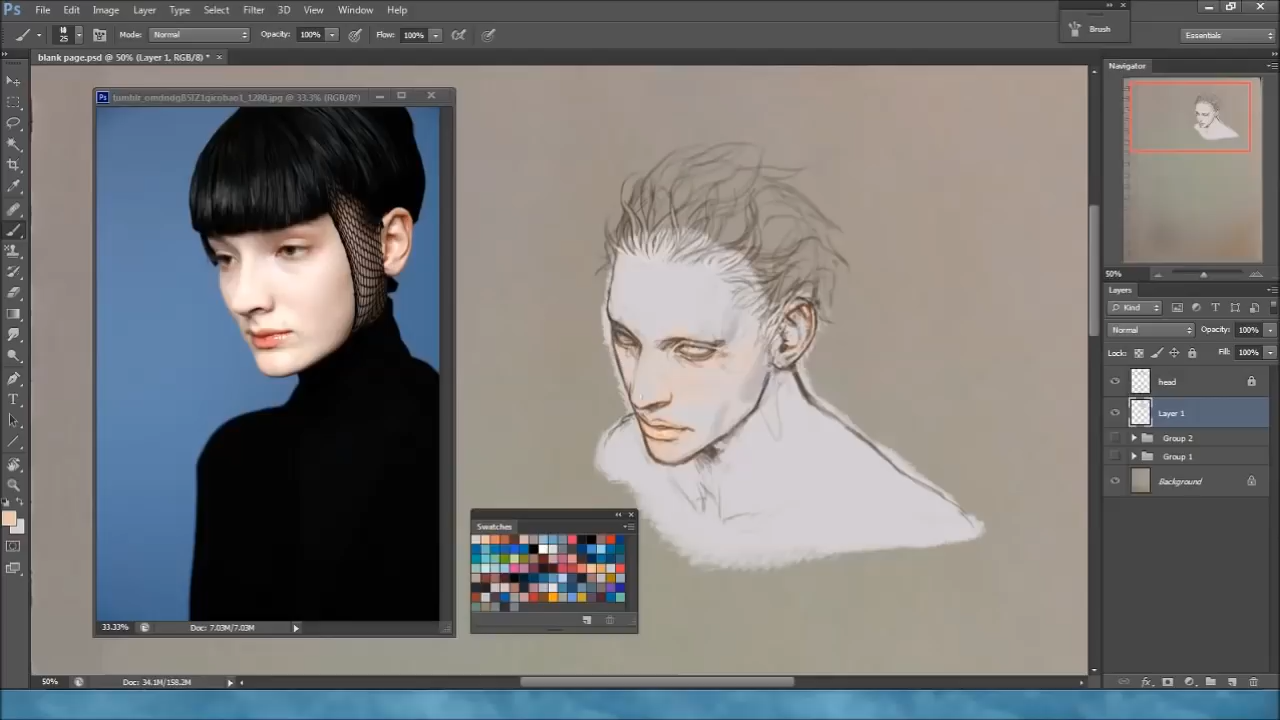 Ps File Edit Image Layer Type Select Filter 3D View Window Help
Brush
25 Mode: Normal Opacity: 100% Flow: 100% Essentials
blank page.psd @ 50% (Layer 1, RGB/8) *
Navigator
50%
Layers
Kind
Normal Opacity: 100%
Lock: Fill: 100%
head
Layer 1
Group 2
Group 1
Background
Swatches
33.33% Doc: 7.03M/7.03M
50% Doc: 34.1M/158.2M